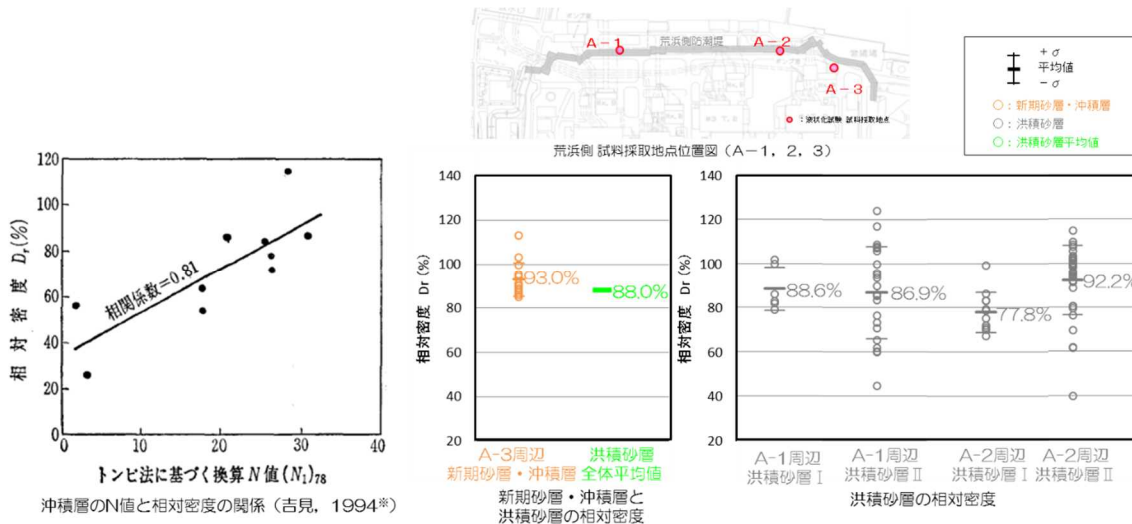 A-1
荒浜側防潮堤
A-2
A-3
:液状化試験 試料採取地点
荒浜側 試料採取地点位置図(A-1, 2, 3)
+σ
平均値
-σ
○:新期砂層・沖積層
○:洪積砂層
○:洪積砂層平均値
相対密度 Dr(%)
120
100
80
60
40
20
0
相関係数=0.81
0 10 20 30 40
トンビ法に基づく換算N値(N₁)₇₈
沖積層のN値と相対密度の関係(吉見, 1994※)
相対密度 Dr(%)
140
120
100
80
60
40
20
93.0%
88.0%
A-3周辺
新期砂層・沖積層
洪積砂層
全体平均値
新期砂層・沖積層と
洪積砂層の相対密度
相対密度 Dr(%)
140
120
100
80
60
40
20
88.6%
86.9%
77.8%
92.2%
A-1周辺
洪積砂層Ⅰ
A-1周辺
洪積砂層Ⅱ
A-2周辺
洪積砂層Ⅰ
A-2周辺
洪積砂層Ⅱ
洪積砂層の相対密度